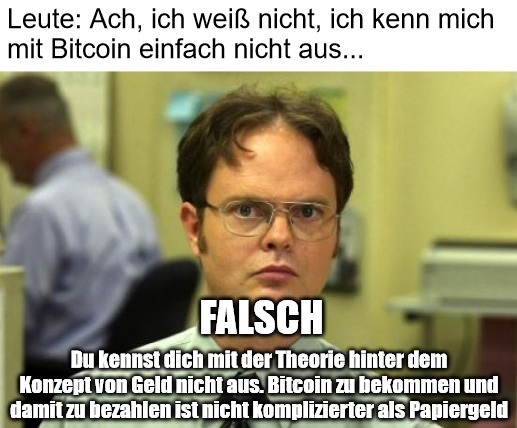 Leute: Ach, ich weiß nicht, ich kenn mich
mit Bitcoin einfach nicht aus...
FALSCH
Du kennst dich mit der Theorie hinter dem
Konzept von Geld nicht aus. Bitcoin zu bekommen und
damit zu bezahlen ist nicht komplizierter als Papiergeld